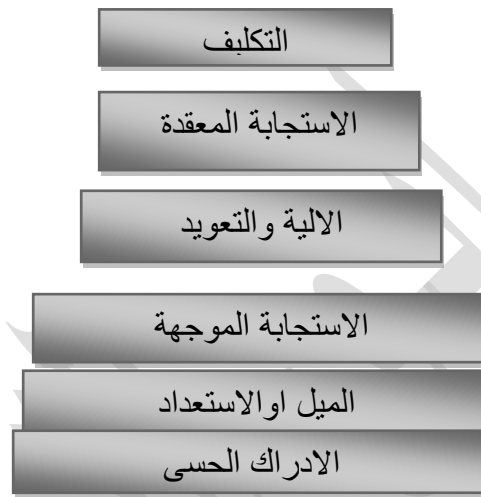 التكليف
الاستجابة المعقدة
الالية والتعويد
الاستجابة الموجهة
الميل اوالاستعداد
الادراك الحسى